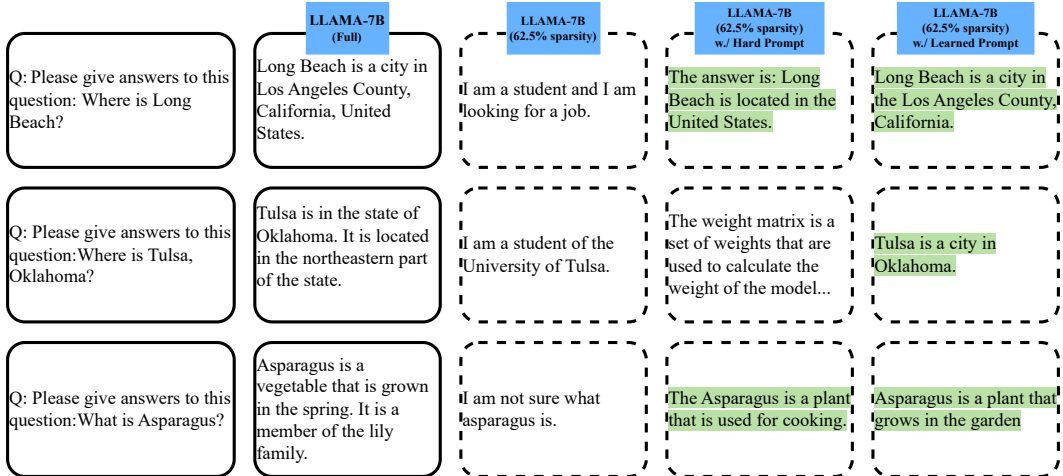 LLAMA-7B
(Full)
LLAMA-7B
(62.5% sparsity)
LLAMA-7B
(62.5% sparsity)
w./ Hard Prompt
LLAMA-7B
(62.5% sparsity)
w./ Learned Prompt
Q: Please give answers to this
question: Where is Long
Beach?
Long Beach is a city in
Los Angeles County,
California, United
States.
I am a student and I am
looking for a job.
The answer is: Long
Beach is located in the
United States.
Long Beach is a city in
the Los Angeles County,
California.
Q: Please give answers to this
question:Where is Tulsa,
Oklahoma?
Tulsa is in the state of
Oklahoma. It is located
in the northeastern part
of the state.
I am a student of the
University of Tulsa.
The weight matrix is a
set of weights that are
used to calculate the
weight of the model...
Tulsa is a city in
Oklahoma.
Q: Please give answers to this
question:What is Asparagus?
Asparagus is a
vegetable that is grown
in the spring. It is a
member of the lily
family.
I am not sure what
asparagus is.
The Asparagus is a plant
that is used for cooking.
Asparagus is a plant that
grows in the garden